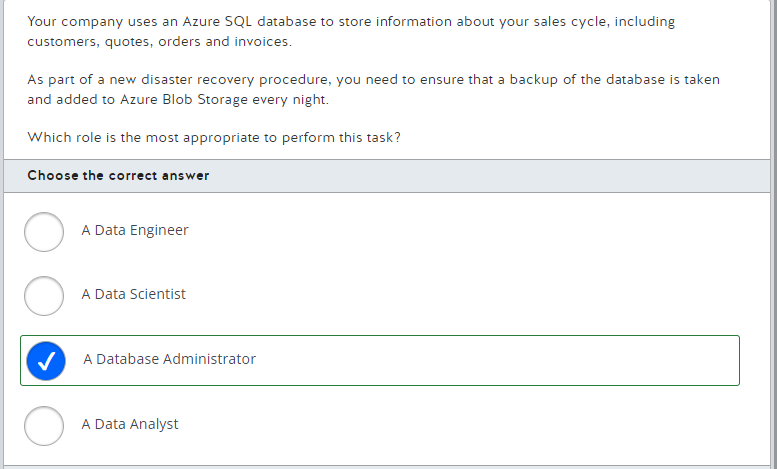 Your company uses an Azure SQL database to store information about your sales cycle, including
customers, quotes, orders and invoices.
As part of a new disaster recovery procedure, you need to ensure that a backup of the database is taken
and added to Azure Blob Storage every night.
Which role is the most appropriate to perform this task?
Choose the correct answer
A Data Engineer
A Data Scientist
A Database Administrator
A Data Analyst